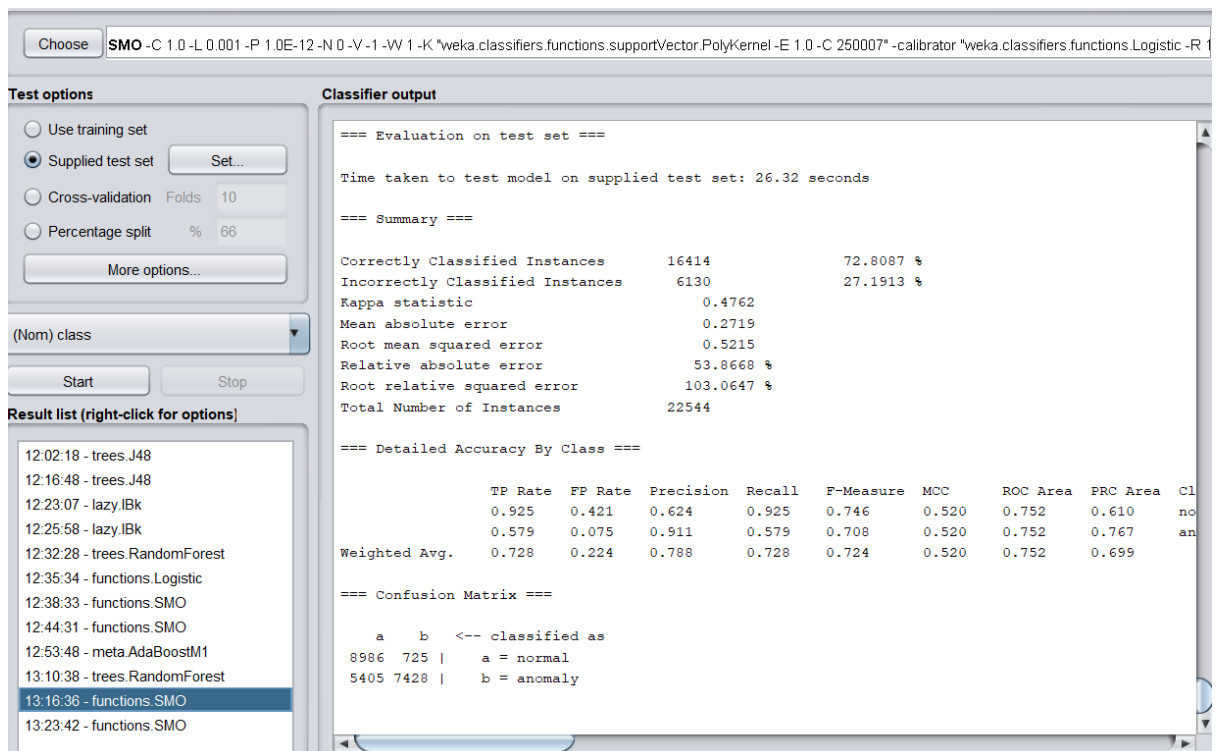 Choose SMO -C 1.0 -L 0.001 -P 1.0E-12 -N 0 -V -1 -W 1 -K "weka.classifiers.functions.supportVector.PolyKernel -E 1.0 -C 250007" -calibrator "weka.classifiers.functions.Logistic -R 1
Test options
Use training set
Supplied test set Set...
Cross-validation Folds 10
Percentage split % 66
More options...
(Nom) class
Start Stop
Result list (right-click for options)
12:02:18 - trees.J48
12:16:48 - trees.J48
12:23:07 - lazy.IBk
12:25:58 - lazy.IBk
12:32:28 - trees.RandomForest
12:35:34 - functions.Logistic
12:38:33 - functions.SMO
12:44:31 - functions.SMO
12:53:48 - meta.AdaBoostM1
13:10:38 - trees.RandomForest
13:16:36 - functions.SMO
13:23:42 - functions.SMO
Classifier output
=== Evaluation on test set ===
Time taken to test model on supplied test set: 26.32 seconds
=== Summary ===
Correctly Classified Instances 16414 72.8087 %
Incorrectly Classified Instances 6130 27.1913 %
Kappa statistic 0.4762
Mean absolute error 0.2719
Root mean squared error 0.5215
Relative absolute error 53.8668 %
Root relative squared error 103.0647 %
Total Number of Instances 22544
=== Detailed Accuracy By Class ===
TP Rate FP Rate Precision Recall F-Measure MCC ROC Area PRC Area Cl
0.925 0.421 0.624 0.925 0.746 0.520 0.752 0.610 no
0.579 0.075 0.911 0.579 0.708 0.520 0.752 0.767 an
Weighted Avg. 0.728 0.224 0.788 0.728 0.724 0.520 0.752 0.699
=== Confusion Matrix ===
a b <-- classified as
8986 725 | a = normal
5405 7428 | b = anomaly